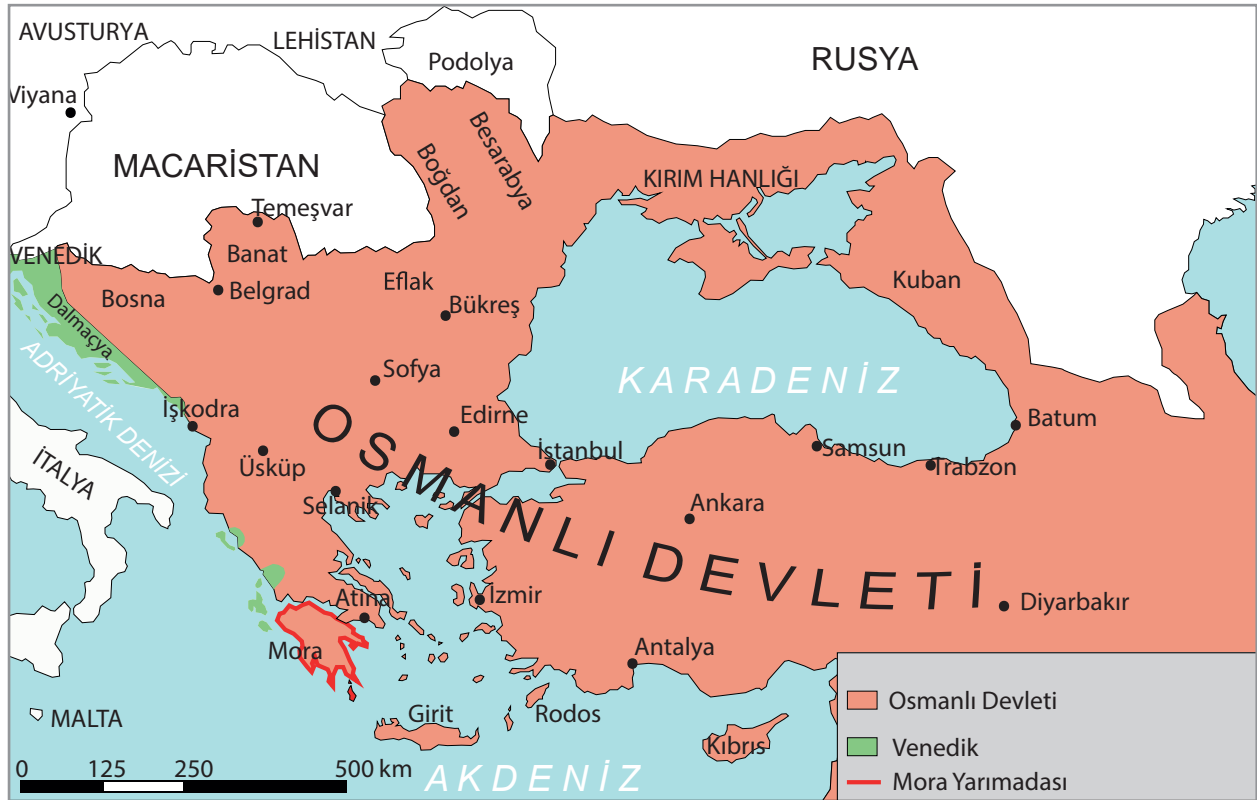 AVUSTURYA
LEHİSTAN
Podolya
RUSYA
Viyana
MACARİSTAN
Boğdan
Besarabya
KIRIM HANLIĞI
Temeşvar
VENEDİK
Banat
Bosna
Belgrad
Eflak
Bükreş
Kuban
Dalmaçya
ADRİYATİK DENİZİ
Sofya
KARADENİZ
İşkodra
Edirne
İstanbul
Samsun
Batum
Trabzon
İTALYA
Üsküp
Selanik
Ankara
OSMANLI DEVLETİ
Atina
İzmir
Diyarbakır
Mora
Antalya
MALTA
Girit
Rodos
Kıbrıs
Osmanlı Devleti
Venedik
Mora Yarımadası
0 125 250 500 km
AKDENİZ